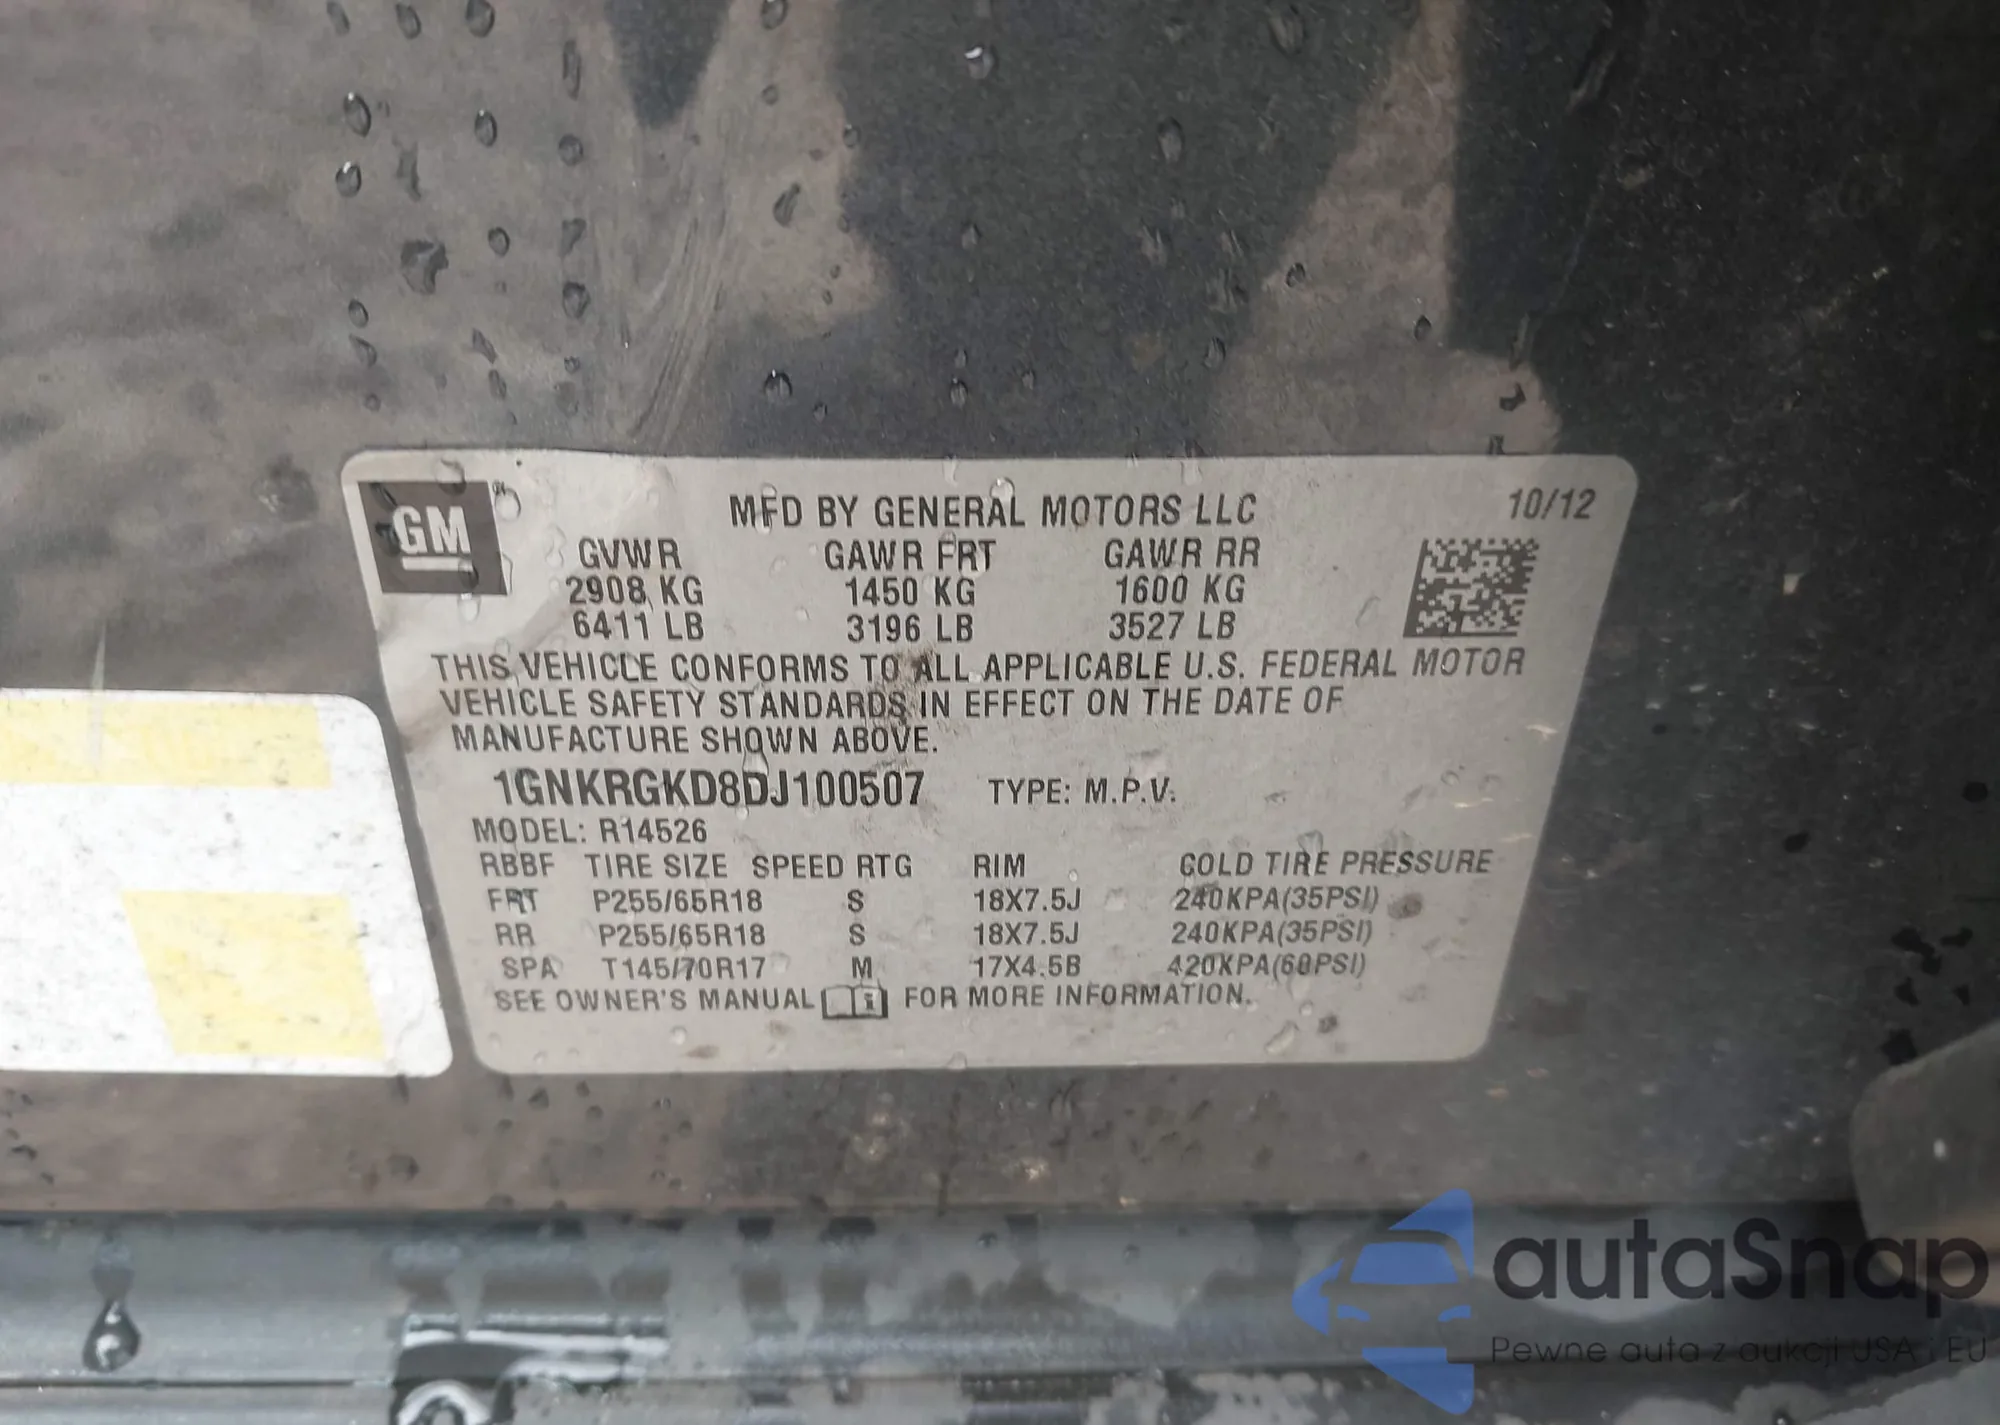 GM
MFD BY GENERAL MOTORS LLC 10/12
GVWR GAWR FRT GAWR RR
2908 KG 1450 KG 1600 KG
6411 LB 3196 LB 3527 LB
THIS VEHICLE CONFORMS TO ALL APPLICABLE U.S. FEDERAL MOTOR
VEHICLE SAFETY STANDARDS IN EFFECT ON THE DATE OF
MANUFACTURE SHOWN ABOVE.
1GNKRGKD8DJ100507 TYPE: M.P.V.
MODEL: R14526
RBBF TIRE SIZE SPEED RTG RIM COLD TIRE PRESSURE
FRT P255/65R18 S 18X7.5J 240KPA(35PSI)
RR P255/65R18 S 18X7.5J 240KPA(35PSI)
SPA T145/70R17 M 17X4.5B 420KPA(60PSI)
SEE OWNER'S MANUAL i FOR MORE INFORMATION.
autaSnap
Pewne auta z aukcji USA i EU